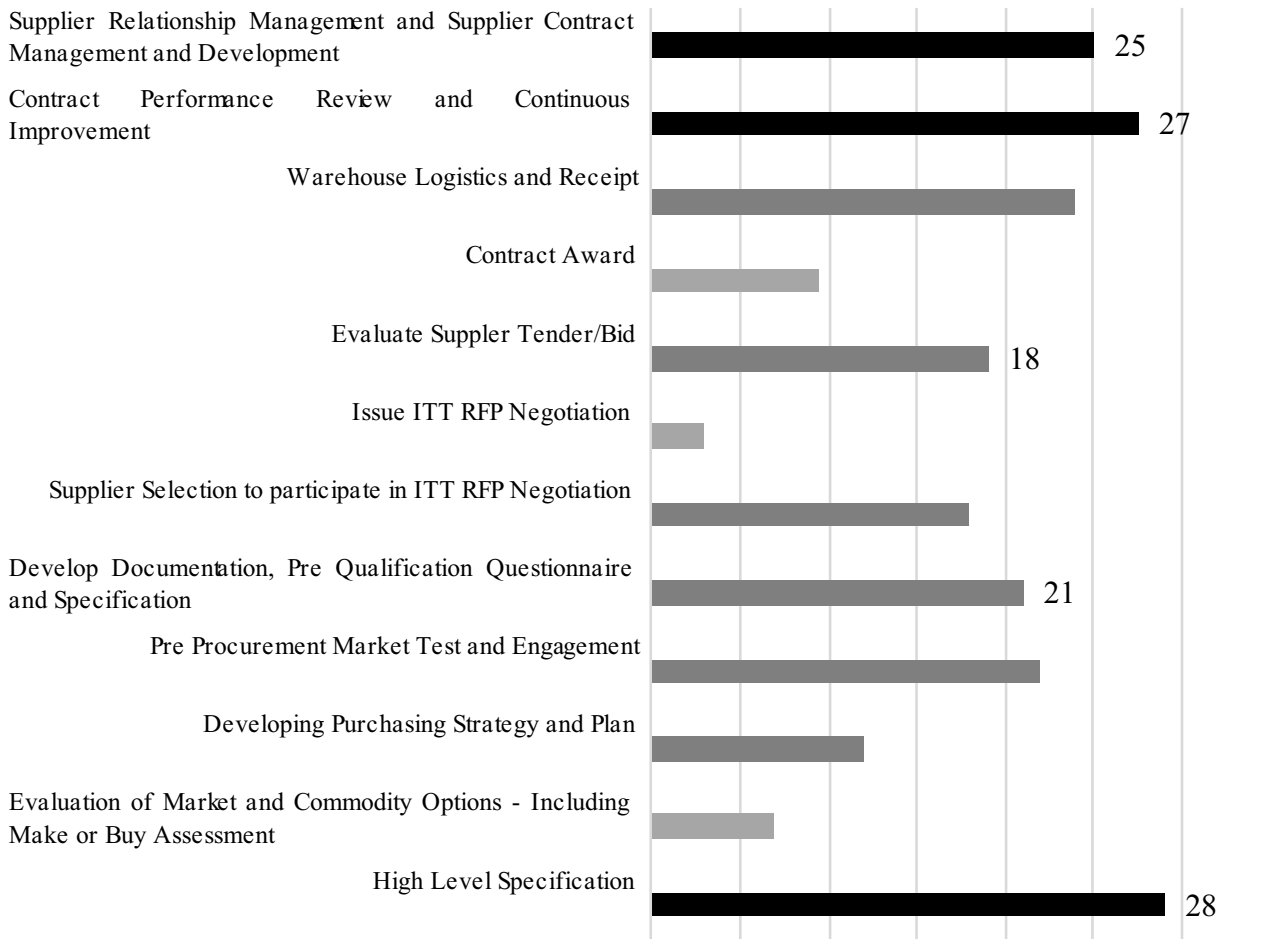 Supplier Relationship Management and Supplier Contract
Management and Development
25
Contract Performance Review and Continuous
Improvement
27
Warehouse Logistics and Receipt
Contract Award
Evaluate Suppler Tender/Bid
18
Issue ITT RFP Negotiation
Supplier Selection to participate in ITT RFP Negotiation
Develop Documentation, Pre Qualification Questionnaire
and Specification
21
Pre Procurement Market Test and Engagement
Developing Purchasing Strategy and Plan
Evaluation of Market and Commodity Options - Including
Make or Buy Assessment
High Level Specification
28